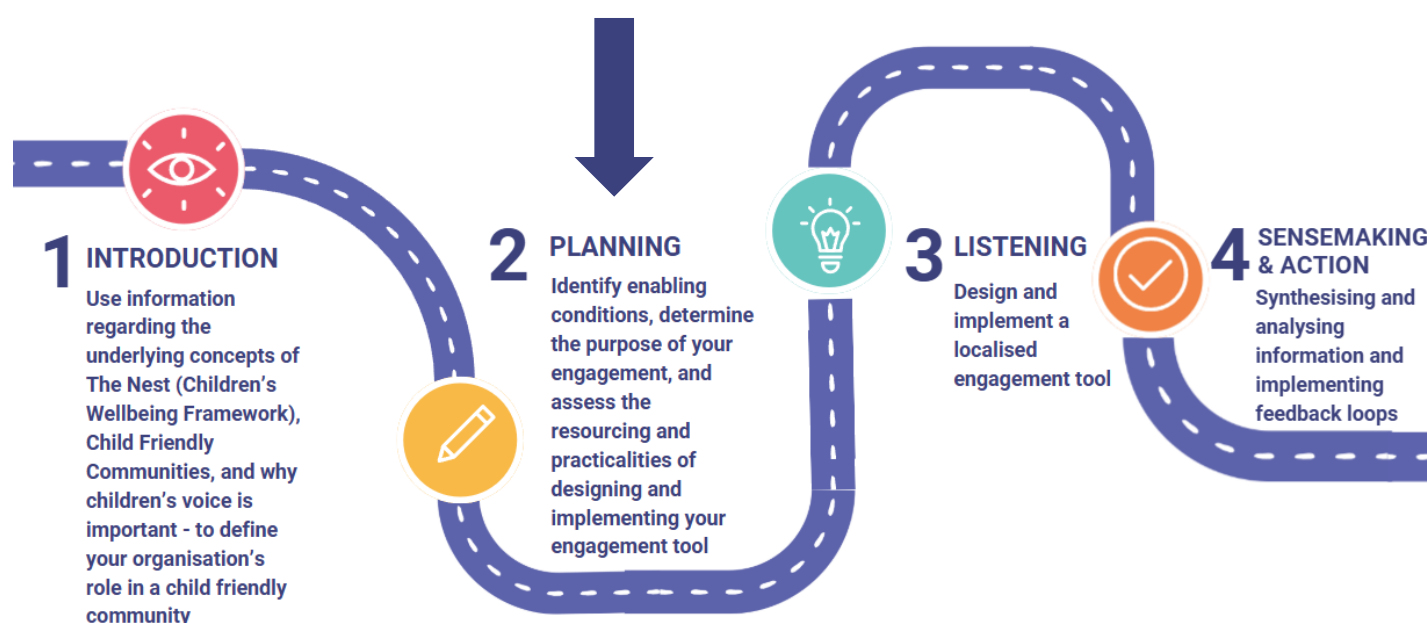 1 INTRODUCTION
Use information
regarding the
underlying concepts of
The Nest (Children's
Wellbeing Framework),
Child Friendly
Communities, and why
children's voice is
important - to define
your organisation's
role in a child friendly
community
2 PLANNING
Identify enabling
conditions, determine
the purpose of your
engagement, and
assess the
resourcing and
practicalities of
designing and
implementing your
engagement tool
3 LISTENING
Design and
implement a
localised
engagement tool
4 SENSEMAKING
& ACTION
Synthesising and
analysing
information and
implementing
feedback loops